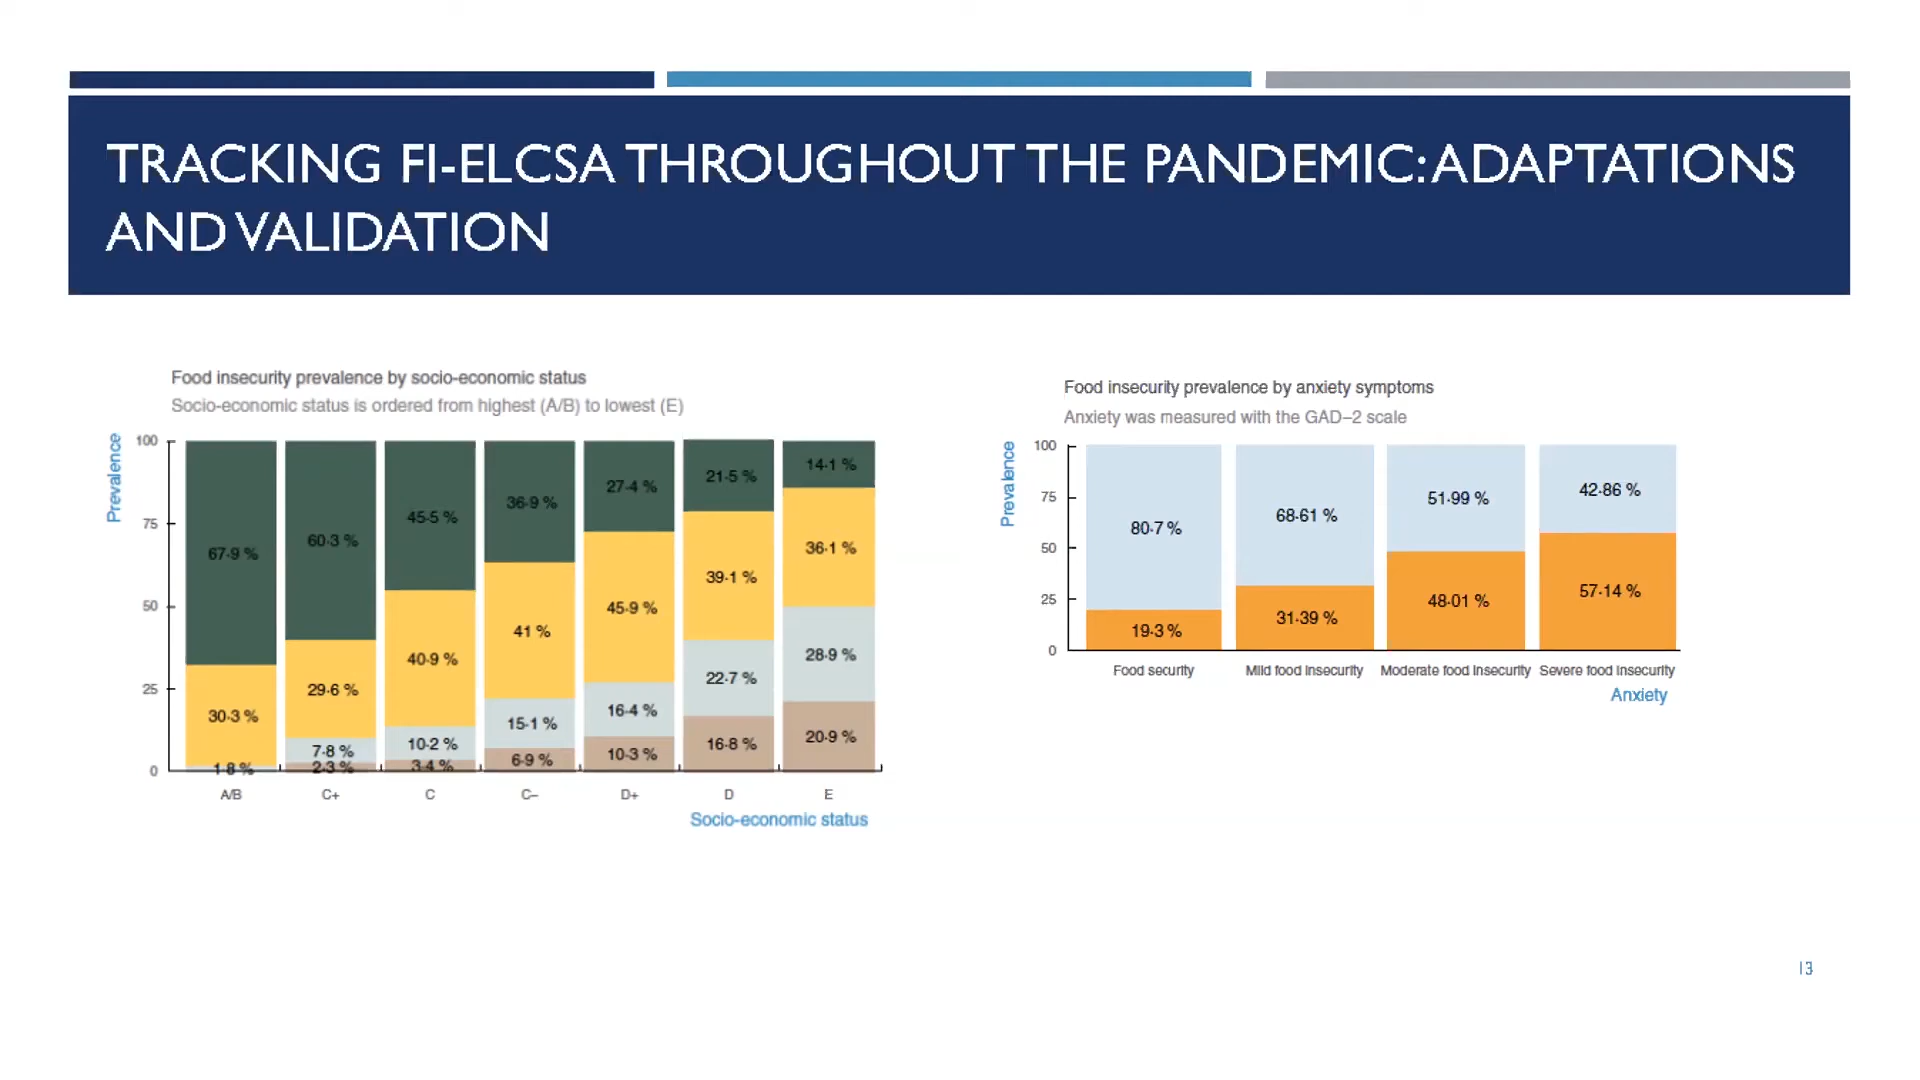 TRACKING FI-ELCSA THROUGHOUT THE PANDEMIC: ADAPTATIONS
AND VALIDATION
Food insecurity prevalence by socio-economic status
Socio-economic status is ordered from highest (A/B) to lowest (E)
Prevalence
100
75
50
25
0
67·9 %
30·3 %
1·8 %
60·3 %
29·6 %
7·8 %
2·3 %
45·5 %
40·9 %
10·2 %
3·4 %
36·9 %
41 %
15·1 %
6·9 %
27·4 %
45·9 %
16·4 %
10·3 %
21·5 %
39·1 %
22·7 %
16·8 %
14·1 %
36·1 %
28·9 %
20·9 %
A/B
C+
C
C–
D+
D
E
Socio-economic status
Food insecurity prevalence by anxiety symptoms
Anxiety was measured with the GAD–2 scale
Prevalence
100
75
50
25
0
80·7 %
19·3 %
68·61 %
31·39 %
51·99 %
48·01 %
42·86 %
57·14 %
Food security
Mild food insecurity
Moderate food insecurity
Severe food insecurity
Anxiety
13